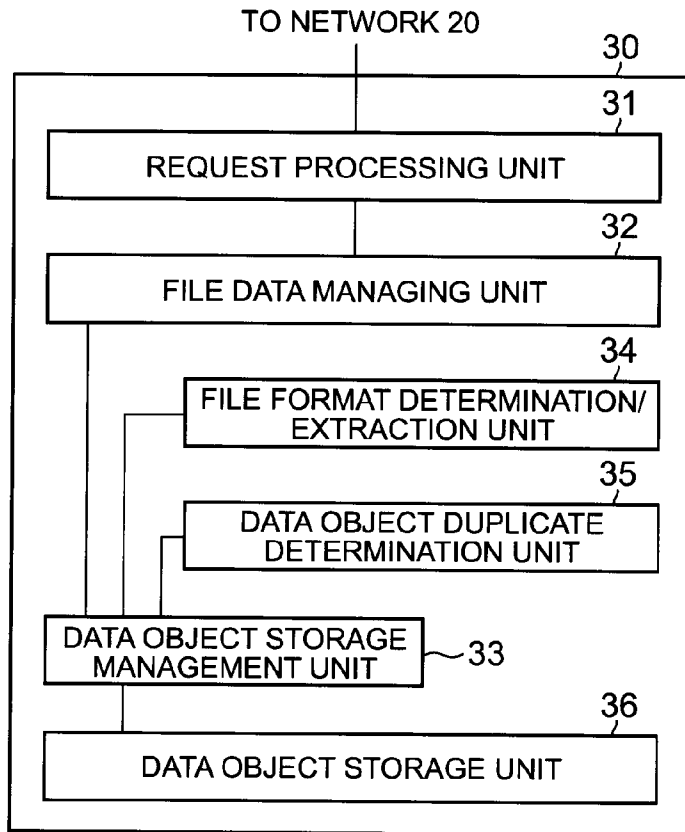 TO NETWORK 20
30
31
REQUEST PROCESSING UNIT
32
FILE DATA MANAGING UNIT
34
FILE FORMAT DETERMINATION/
EXTRACTION UNIT
35
DATA OBJECT DUPLICATE
DETERMINATION UNIT
DATA OBJECT STORAGE
MANAGEMENT UNIT
33
36
DATA OBJECT STORAGE UNIT